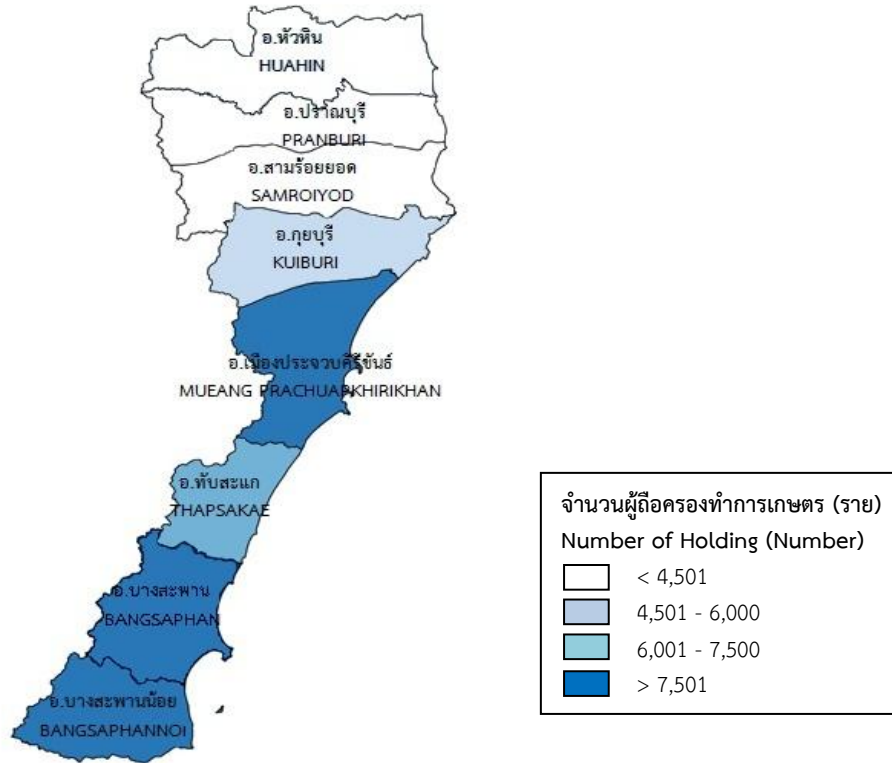 อ.หัวหิน
HUAHIN
อ.ปราณบุรี
PRANBURI
อ.สามร้อยยอด
SAMROIYOD
อ.กุยบุรี
KUIBURI
อ.เมืองประจวบคีรีขันธ์
MUEANG PRACHUAPKHIRIKHAN
อ.ทับสะแก
THAPSAKAE
อ.บางสะพาน
BANGSAPHAN
อ.บางสะพานน้อย
BANGSAPHANNOI
จำนวนผู้ถือครองทำการเกษตร (ราย)
Number of Holding (Number)
< 4,501
4,501 - 6,000
6,001 - 7,500
> 7,501